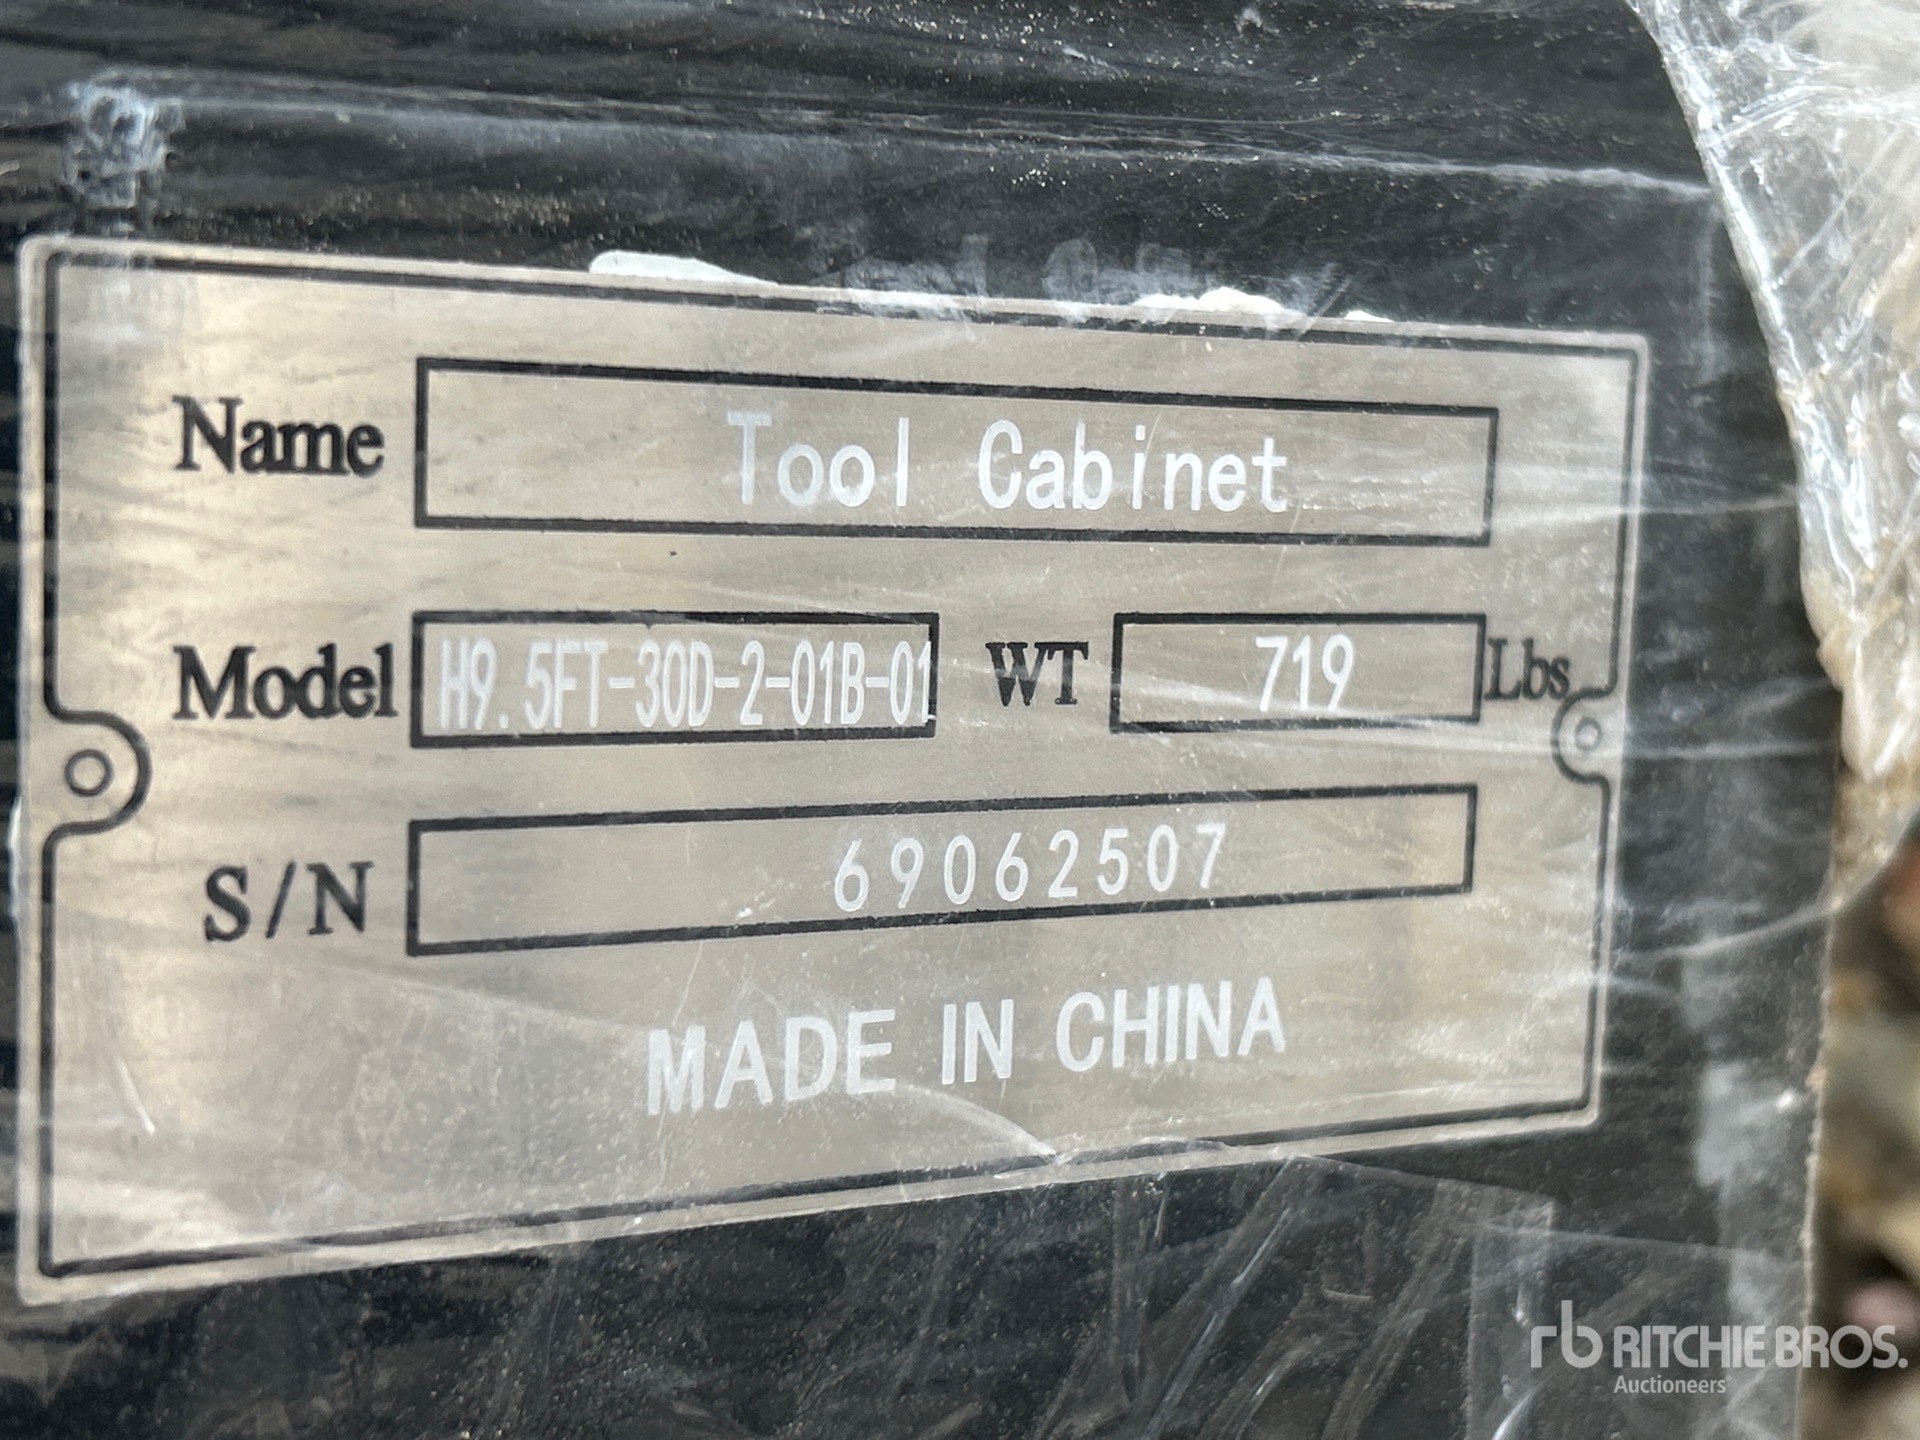 Name Tool Cabinet
Model H9.5FT-30D-2-01B-01 WT 719 Lbs
S/N 69062507
MADE IN CHINA
rb RITCHIE BROS.
Auctioneers